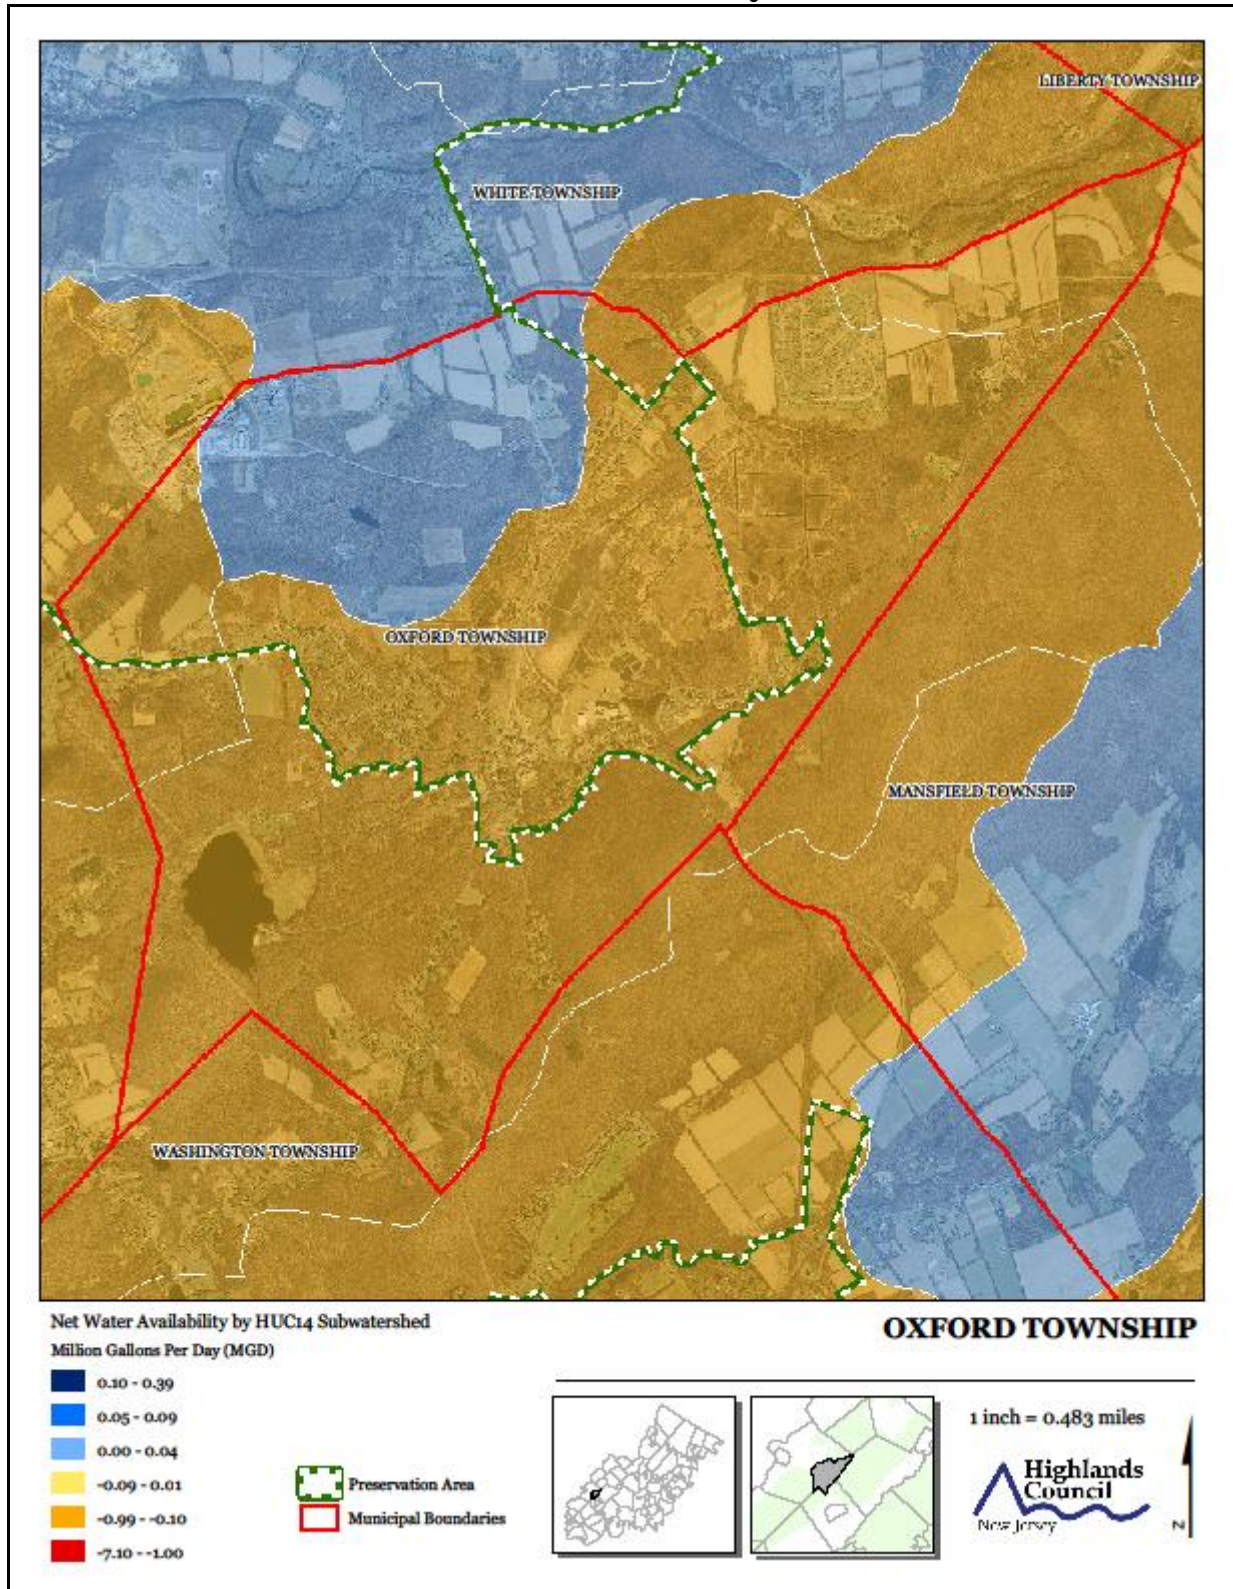 LIBERTY TOWNSHIP
WHITE TOWNSHIP
OXFORD TOWNSHIP
MANSFIELD TOWNSHIP
WASHINGTON TOWNSHIP
Net Water Availability by HUC14 Subwatershed
Million Gallons Per Day (MGD)
0.10 - 0.39
0.05 - 0.09
0.00 - 0.04
-0.09 - 0.01
-0.99 - -0.10
-7.10 - -1.00
Preservation Area
Municipal Boundaries
OXFORD TOWNSHIP
1 inch = 0.483 miles
Highlands
Council
New Jersey
N